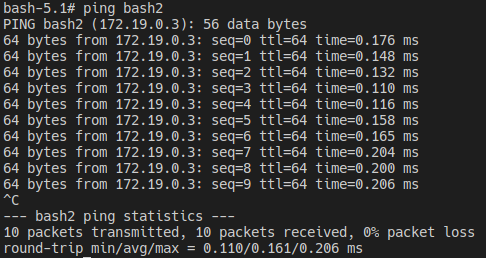 bash-5.1# ping bash2
PING bash2 (172.19.0.3): 56 data bytes
64 bytes from 172.19.0.3: seq=0 ttl=64 time=0.176 ms
64 bytes from 172.19.0.3: seq=1 ttl=64 time=0.148 ms
64 bytes from 172.19.0.3: seq=2 ttl=64 time=0.132 ms
64 bytes from 172.19.0.3: seq=3 ttl=64 time=0.110 ms
64 bytes from 172.19.0.3: seq=4 ttl=64 time=0.116 ms
64 bytes from 172.19.0.3: seq=5 ttl=64 time=0.158 ms
64 bytes from 172.19.0.3: seq=6 ttl=64 time=0.165 ms
64 bytes from 172.19.0.3: seq=7 ttl=64 time=0.204 ms
64 bytes from 172.19.0.3: seq=8 ttl=64 time=0.200 ms
64 bytes from 172.19.0.3: seq=9 ttl=64 time=0.206 ms
^C
--- bash2 ping statistics ---
10 packets transmitted, 10 packets received, 0% packet loss
round-trip min/avg/max = 0.110/0.161/0.206 ms